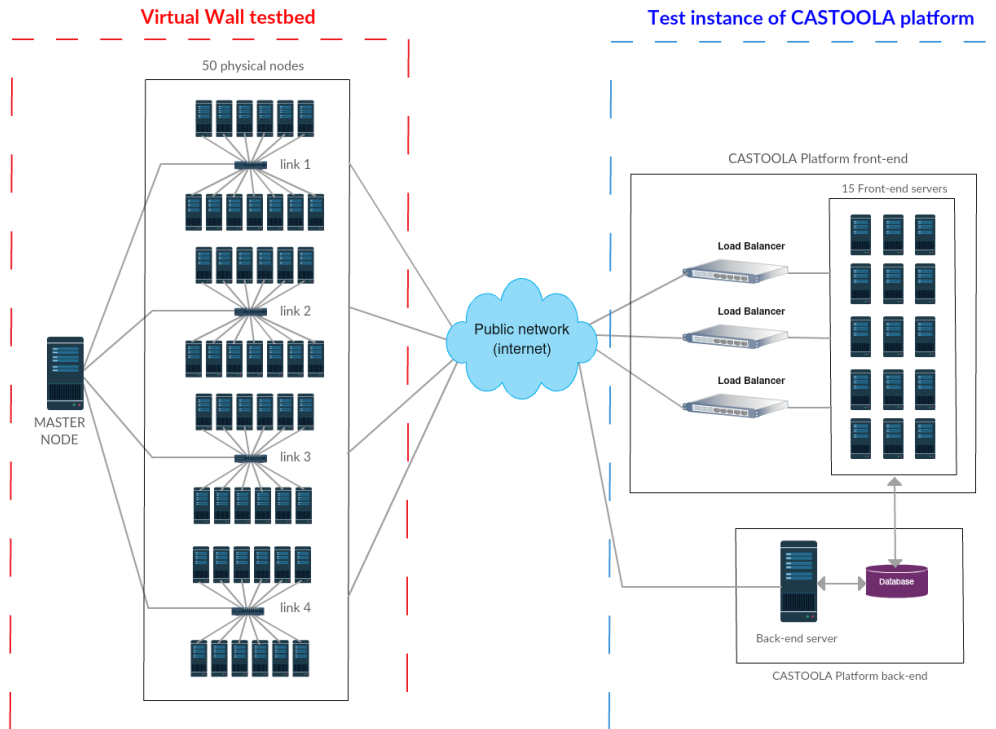 Virtual Wall testbed
Test instance of CASTOOLA platform
50 physical nodes
link 1
link 2
link 3
link 4
MASTER
NODE
Public network
(internet)
CASTOOLA Platform front-end
15 Front-end servers
Load Balancer
Load Balancer
Load Balancer
Database
Back-end server
CASTOOLA Platform back-end